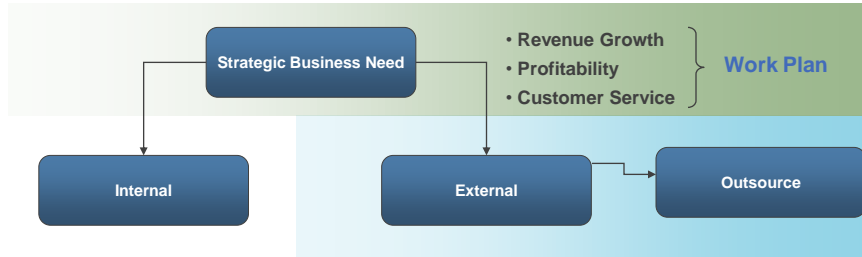 Strategic Business Need
• Revenue Growth
• Profitability
• Customer Service
Work Plan
Internal
External
Outsource